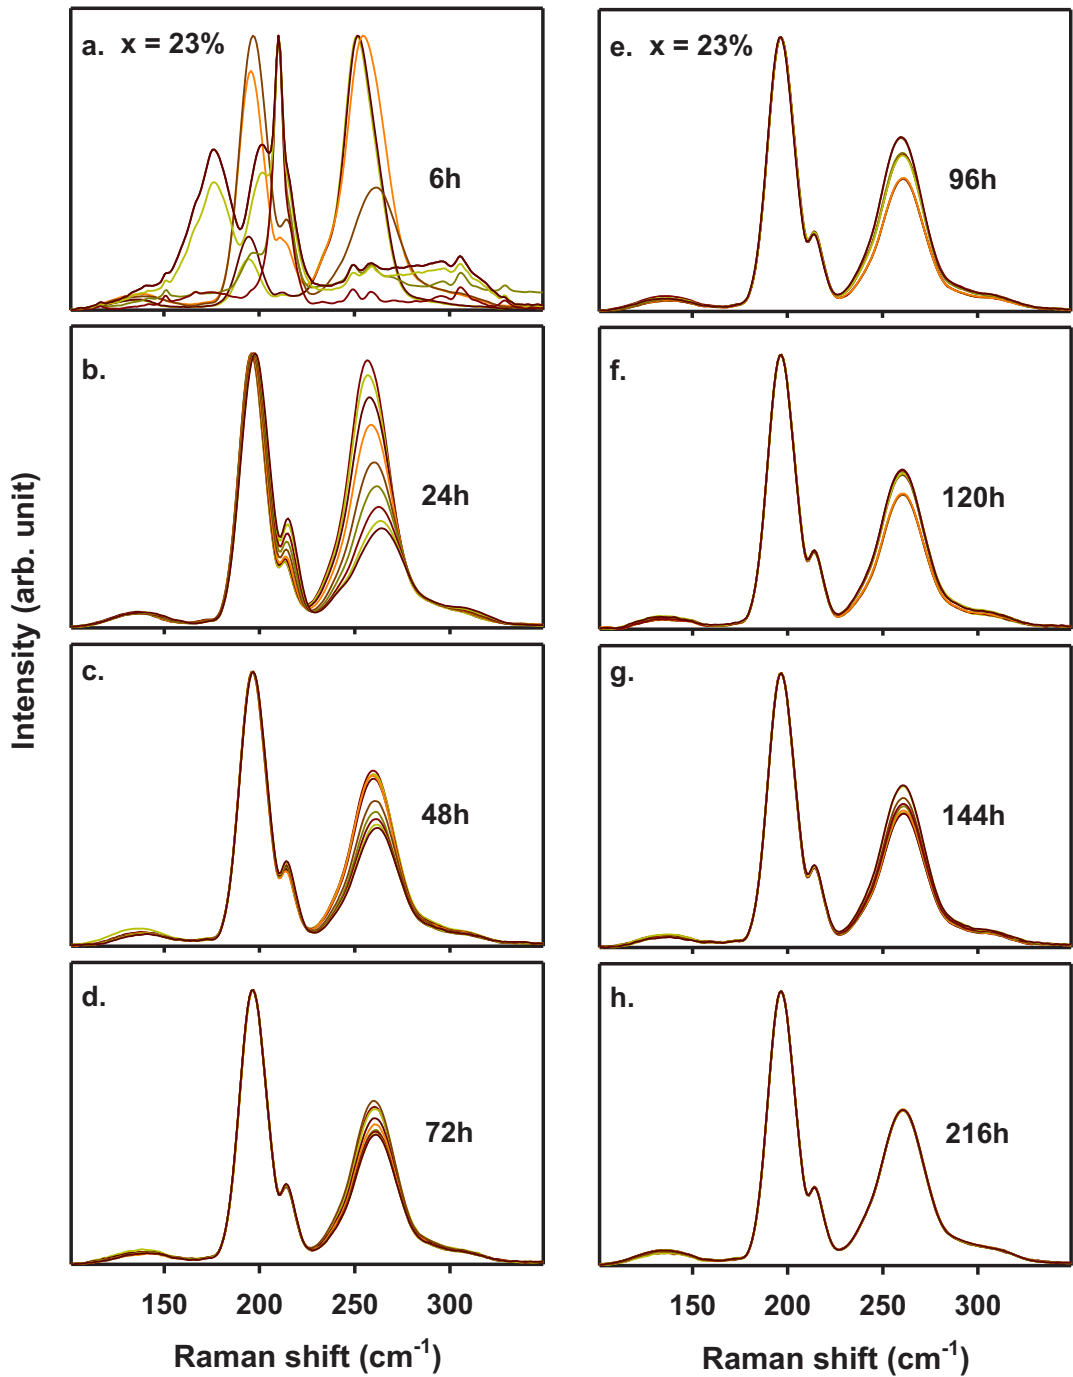 a. x = 23%
6h
b.
24h
c.
48h
d.
72h
150 200 250 300
Raman shift (cm-1)
e. x = 23%
96h
f.
120h
g.
144h
h.
216h
150 200 250 300
Raman shift (cm-1)
Intensity (arb. unit)